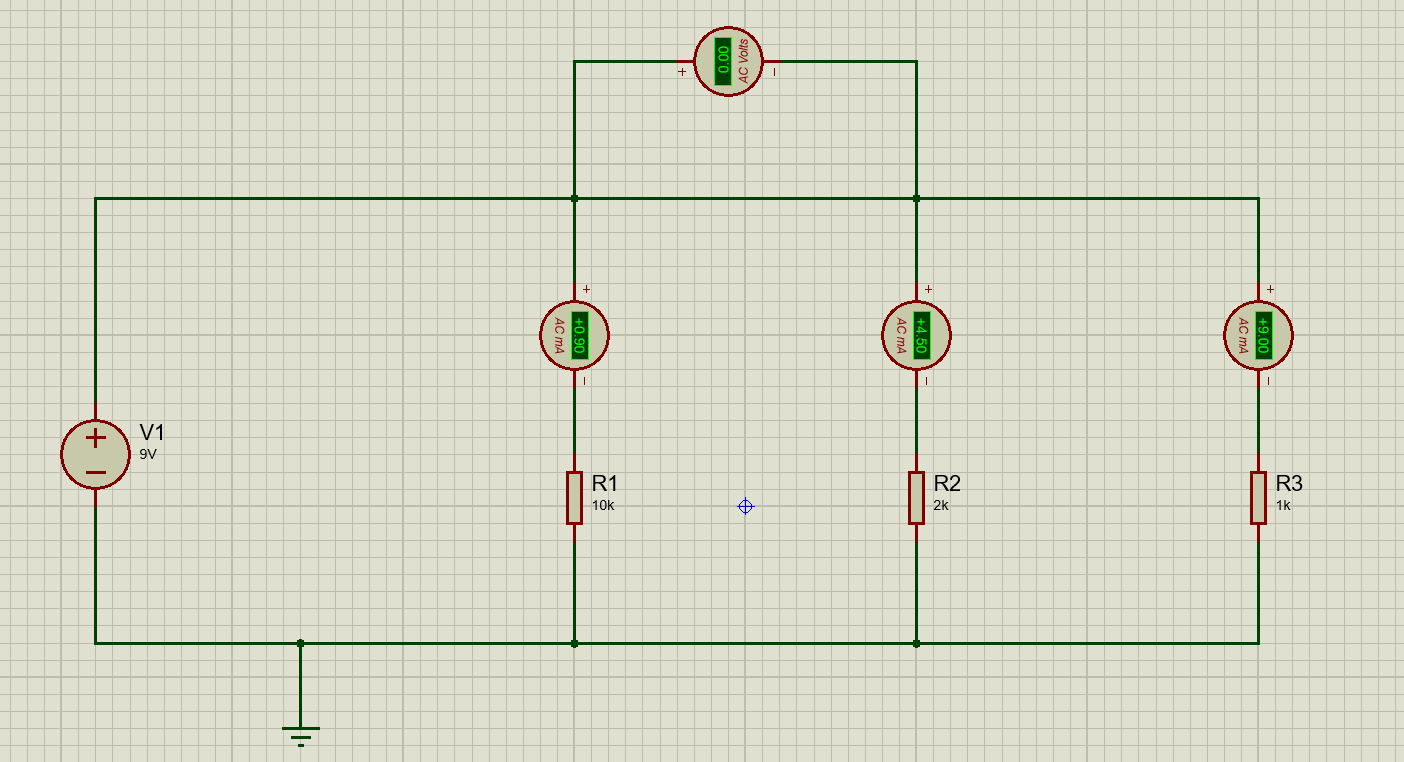 0.00
AC Volts
+
-
+
+
+
AC mA
+0.90
AC mA
+4.50
AC mA
+9.00
-
-
-
V1
9V
R1
10k
R2
2k
R3
1k